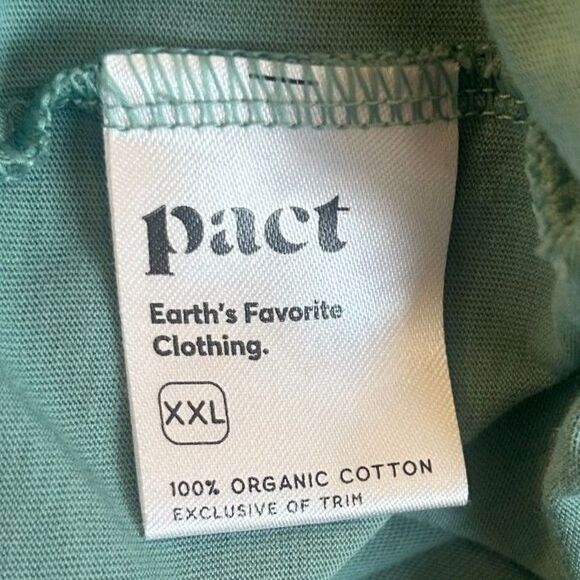 pact
Earth's Favorite
Clothing.
XXL
100% ORGANIC COTTON
EXCLUSIVE OF TRIM